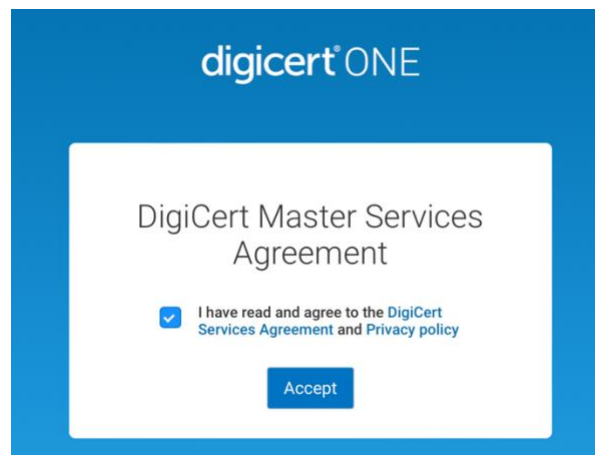 digicert® ONE
DigiCert Master Services
Agreement
I have read and agree to the DigiCert
Services Agreement and Privacy policy
Accept